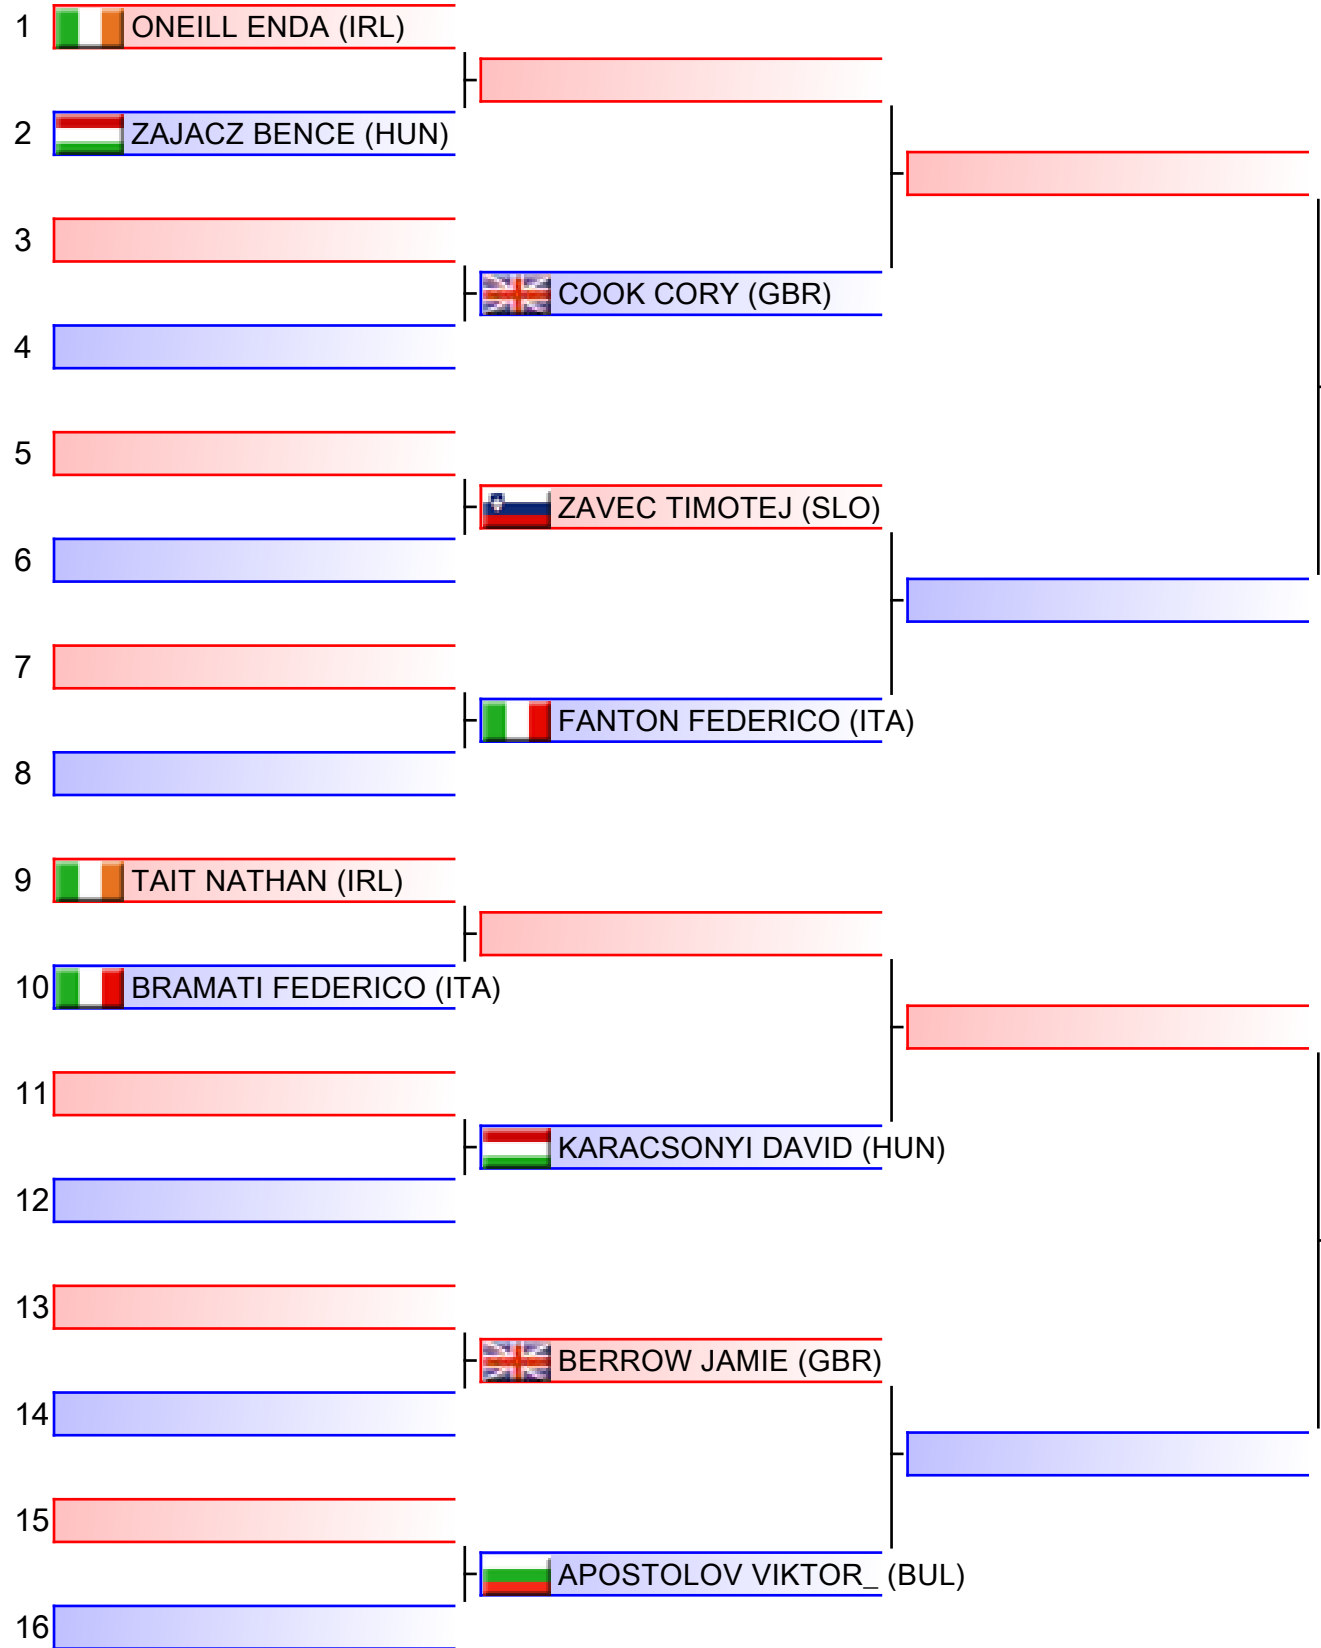 1 ONEILL ENDA (IRL)
2 ZAJACZ BENCE (HUN)
3
COOK CORY (GBR)
4
5
ZAVEC TIMOTEJ (SLO)
6
7
FANTON FEDERICO (ITA)
8
9 TAIT NATHAN (IRL)
10 BRAMATI FEDERICO (ITA)
11
KARACSONYI DAVID (HUN)
12
13
BERROW JAMIE (GBR)
14
15
APOSTOLOV VIKTOR_ (BUL)
16